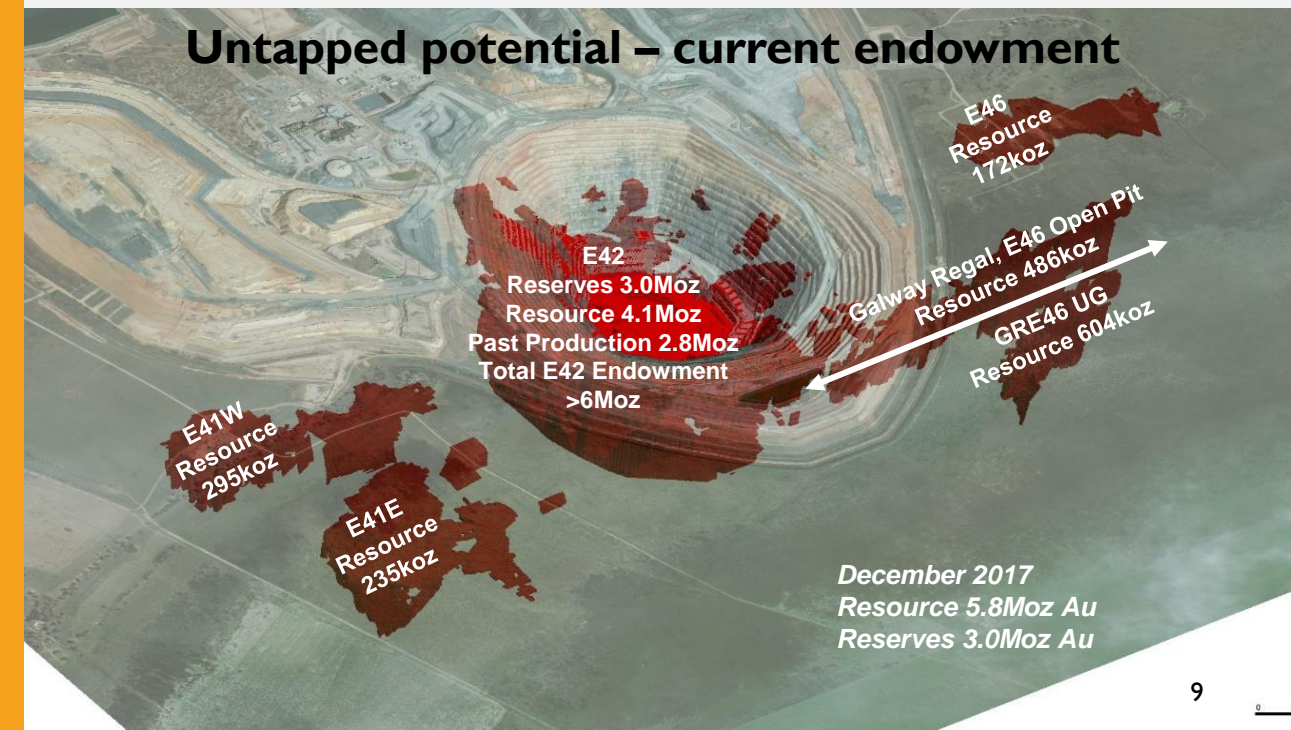 Untapped potential – current endowment
E46
Resource
172koz
Galway Regal, E46 Open Pit
Resource 486koz
GRE46 UG
Resource 604koz
E42
Reserves 3.0Moz
Resource 4.1Moz
Past Production 2.8Moz
Total E42 Endowment
>6Moz
E41W
Resource
295koz
E41E
Resource
235koz
December 2017
Resource 5.8Moz Au
Reserves 3.0Moz Au
9
0